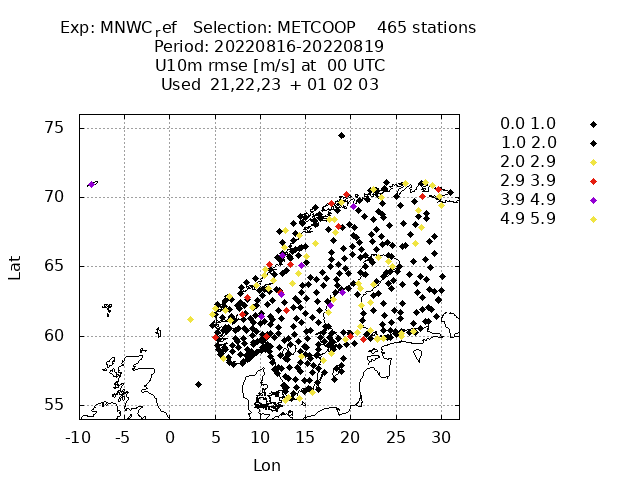 Exp: MNWCref   Selection: METCOOP    465 stations
Period: 20220816-20220819
U10m rmse [m/s] at  00 UTC
Used  21,22,23  + 01 02 03
75
70
65
60
55
-10 -5 0 5 10 15 20 25 30
Lat
Lon
0.0 1.0
1.0 2.0
2.0 2.9
2.9 3.9
3.9 4.9
4.9 5.9